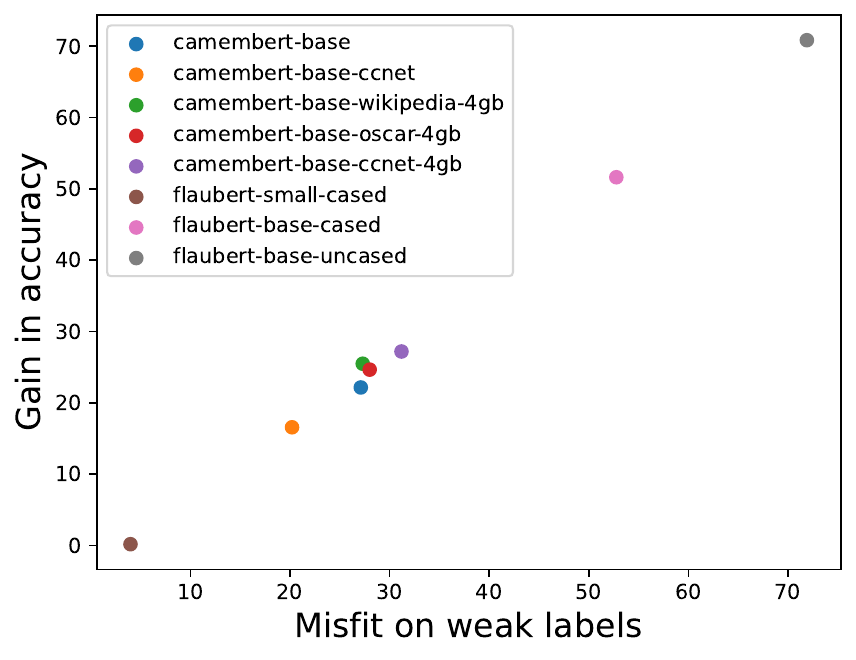 camembert-base
camembert-base-ccnet
camembert-base-wikipedia-4gb
camembert-base-oscar-4gb
camembert-base-ccnet-4gb
flaubert-small-cased
flaubert-base-cased
flaubert-base-uncased
Gain in accuracy
70
60
50
40
30
20
10
0
10 20 30 40 50 60 70
Misfit on weak labels